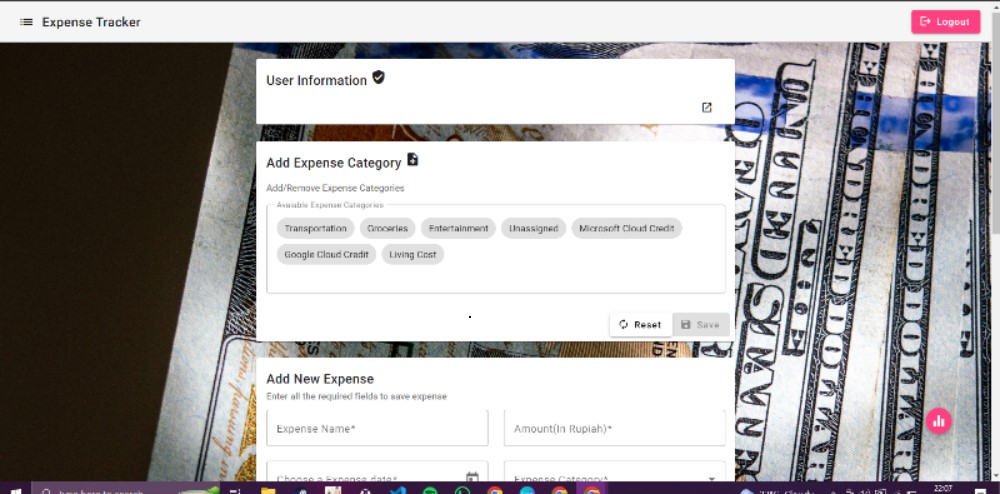 Expense Tracker
Logout
User Information
Add Expense Category
Add/Remove Expense Categories
Available Expense Categories
Transportation Groceries Entertainment Unassigned Microsoft Cloud Credit
Google Cloud Credit Living Cost
Reset Save
Add New Expense
Enter all the required fields to save expense
Expense Name* Amount(In Rupiah)*
Choose a Expense date* Expense Category*
Type here to search Cloudy 22:07